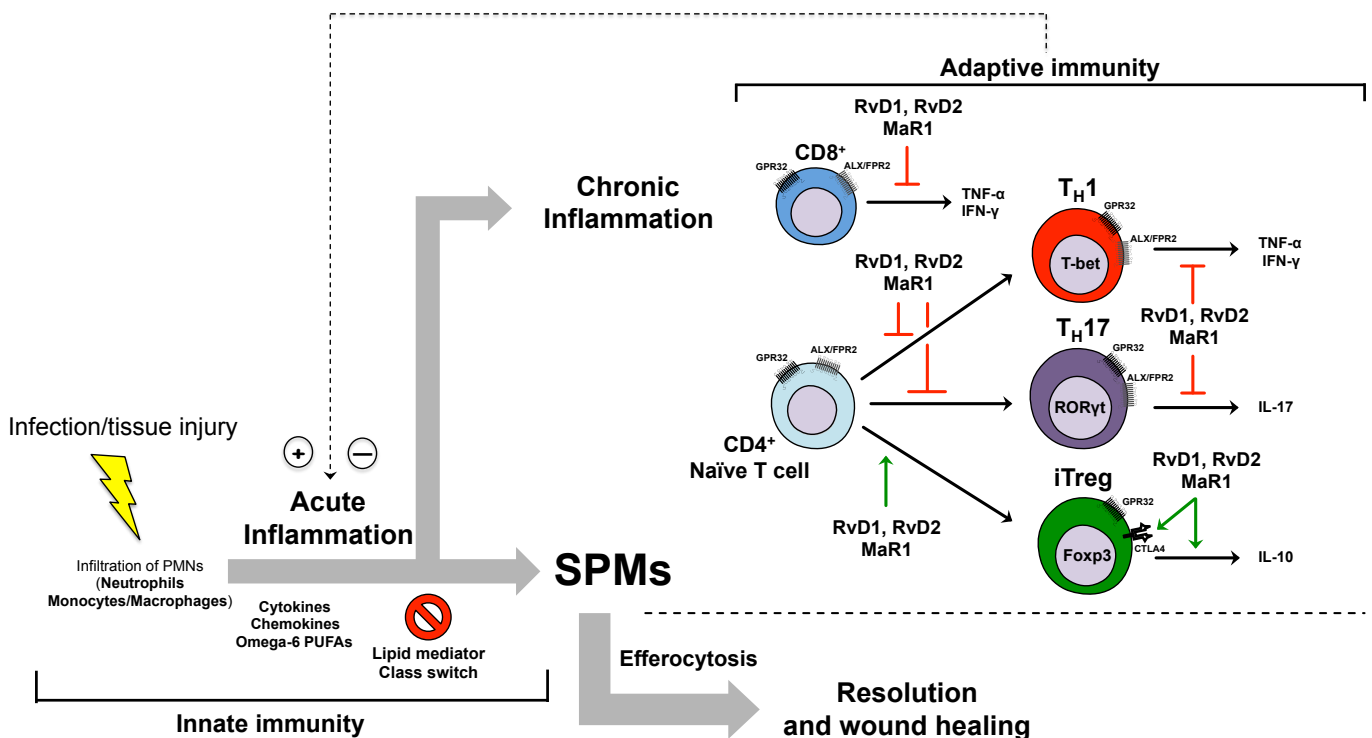 Adaptive immunity
RvD1, RvD2
MaR1
CD8+
GPR32
ALX/FPR2
TNF-α
IFN-γ
Chronic
Inflammation
TH1
GPR32
ALX/FPR2
T-bet
TNF-α
IFN-γ
RvD1, RvD2
MaR1
RvD1, RvD2
MaR1
TH17
GPR32
ALX/FPR2
RORγt
IL-17
GPR32
ALX/FPR2
CD4+
Naïve T cell
RvD1, RvD2
MaR1
iTreg
GPR32
CTLA4
Foxp3
RvD1, RvD2
MaR1
IL-10
Infection/tissue injury
+
—
Acute
Inflammation
Infiltration of PMNs
(Neutrophils
Monocytes/Macrophages)
Cytokines
Chemokines
Omega-6 PUFAs
Lipid mediator
Class switch
SPMs
Innate immunity
Efferocytosis
Resolution
and wound healing